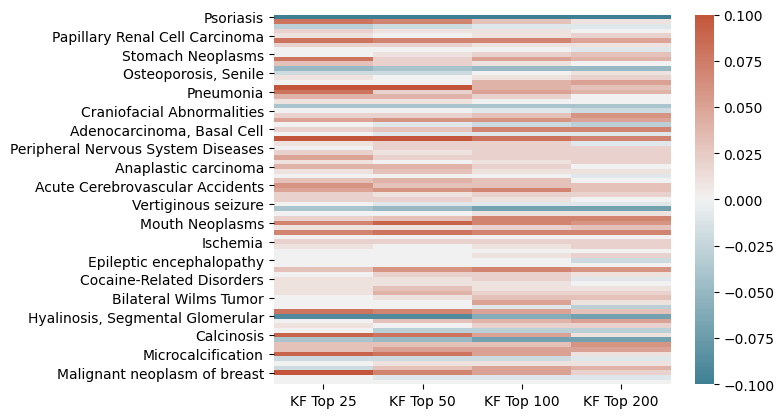 Psoriasis
Papillary Renal Cell Carcinoma
Stomach Neoplasms
Osteoporosis, Senile
Pneumonia
Craniofacial Abnormalities
Adenocarcinoma, Basal Cell
Peripheral Nervous System Diseases
Anaplastic carcinoma
Acute Cerebrovascular Accidents
Vertiginous seizure
Mouth Neoplasms
Ischemia
Epileptic encephalopathy
Cocaine-Related Disorders
Bilateral Wilms Tumor
Hyalinosis, Segmental Glomerular
Calcinosis
Microcalcification
Malignant neoplasm of breast
KF Top 25 KF Top 50 KF Top 100 KF Top 200
0.100
0.075
0.050
0.025
0.000
−0.025
−0.050
−0.075
−0.100